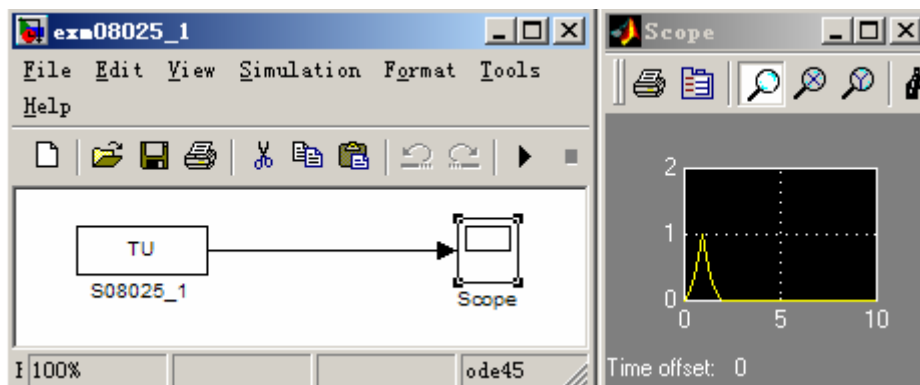 exm08025_1
File Edit View Simulation Format Tools
Help
TU
S08025_1
Scope
100%
ode45
Scope
2
1
0
0 5 10
Time offset: 0